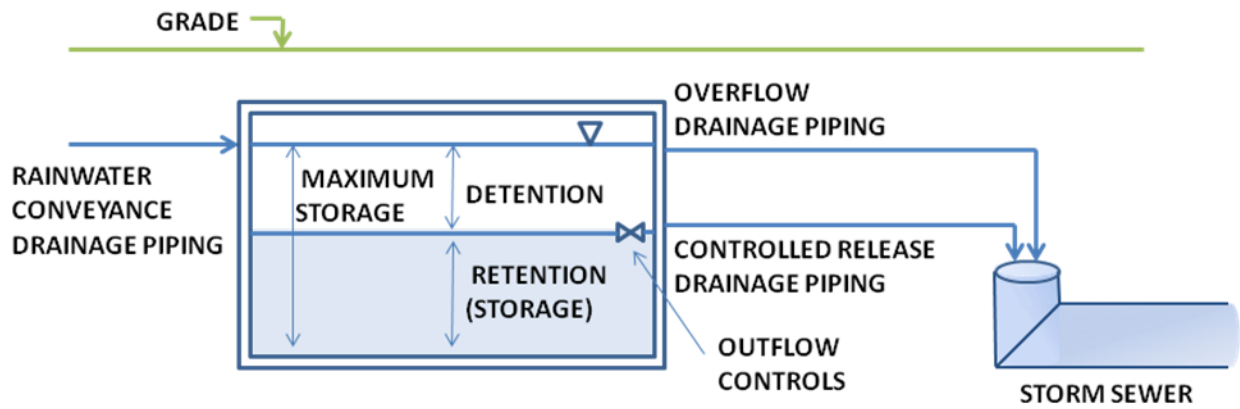 GRADE
OVERFLOW
DRAINAGE PIPING
RAINWATER
CONVEYANCE
DRAINAGE PIPING
MAXIMUM
STORAGE
DETENTION
RETENTION
(STORAGE)
CONTROLLED RELEASE
DRAINAGE PIPING
OUTFLOW
CONTROLS
STORM SEWER